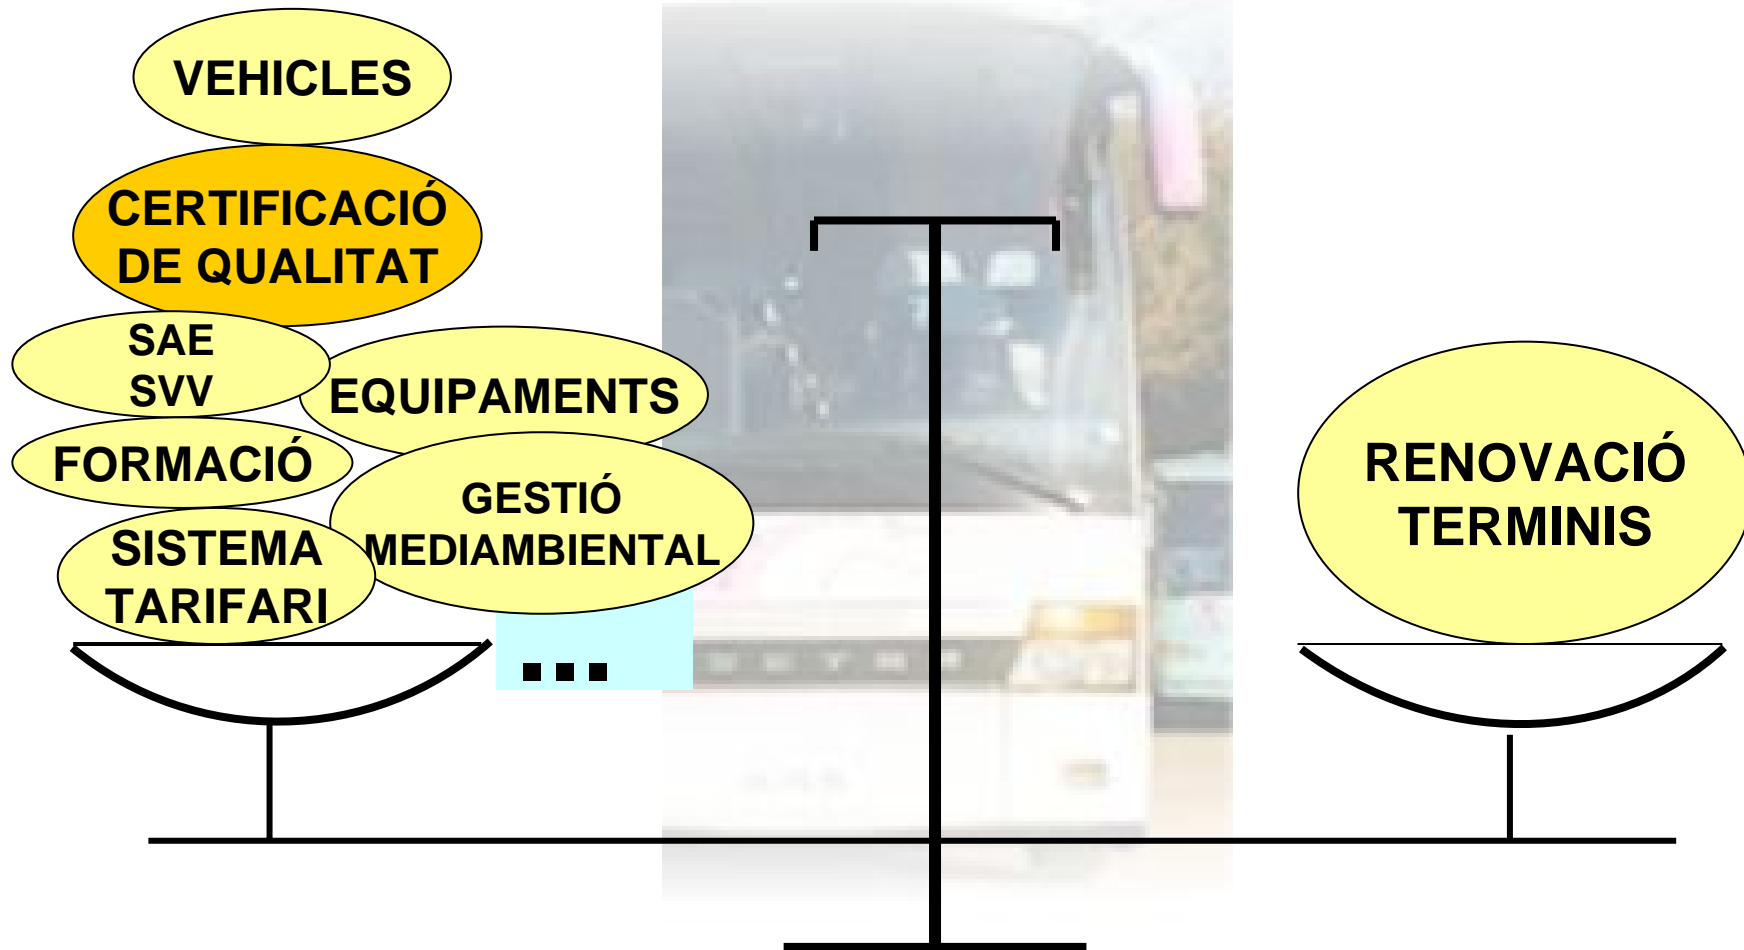 VEHICLES
CERTIFICACIÓ
DE QUALITAT
SAE
SVV
EQUIPAMENTS
FORMACIÓ
GESTIÓ
MEDIAMBIENTAL
SISTEMA
TARIFARI
...
RENOVACIÓ
TERMINIS